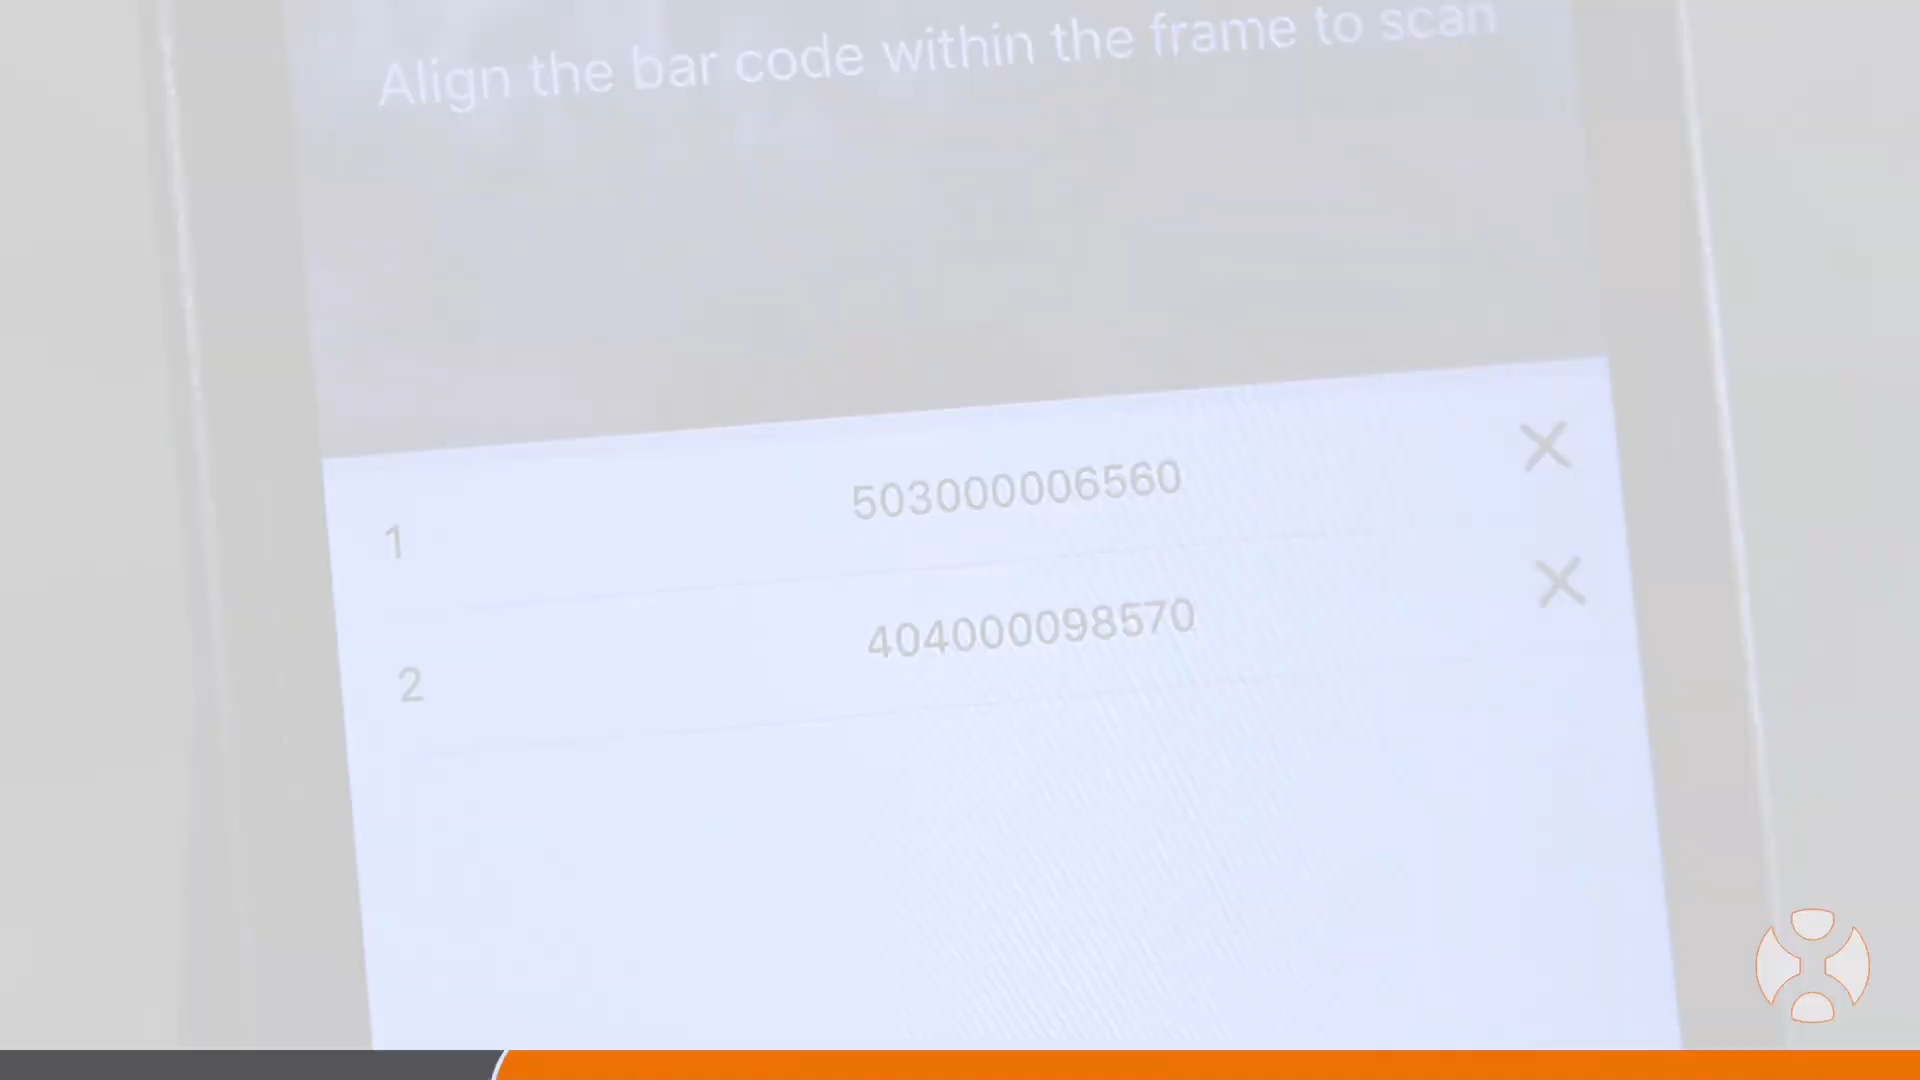 Align the bar code within the frame to scan
1 503000006560
2 404000098570